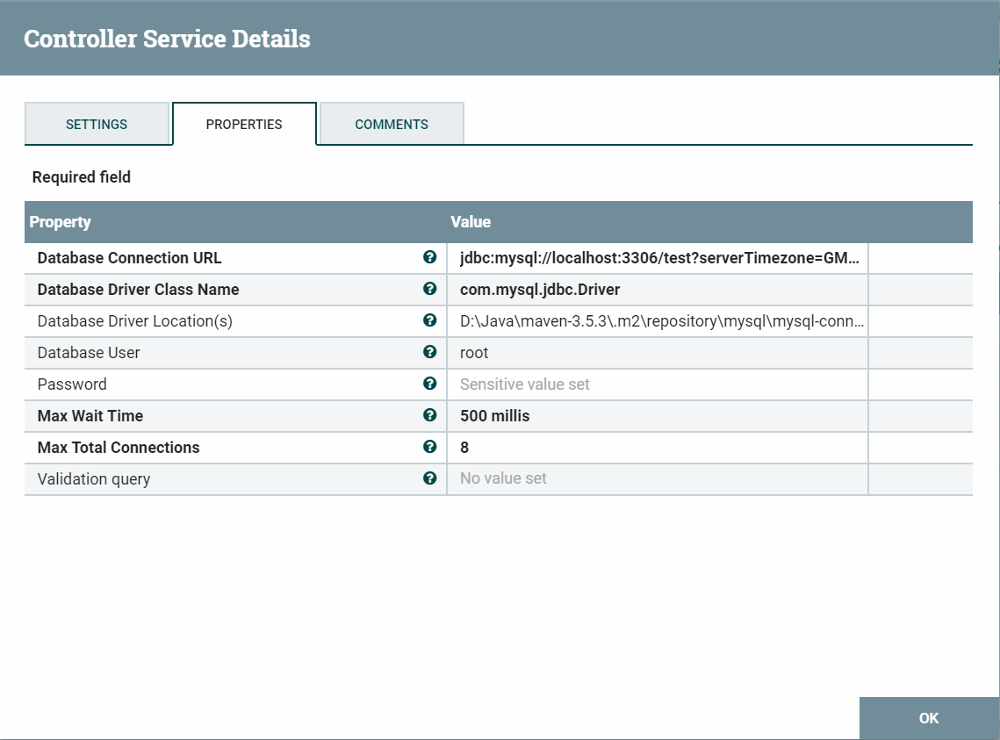 Controller Service Details
SETTINGS PROPERTIES COMMENTS
Required field
Property Value
Database Connection URL jdbc:mysql://localhost:3306/test?serverTimezone=GM...
Database Driver Class Name com.mysql.jdbc.Driver
Database Driver Location(s) D:\Java\maven-3.5.3\.m2\repository\mysql\mysql-conn...
Database User root
Password Sensitive value set
Max Wait Time 500 millis
Max Total Connections 8
Validation query No value set
OK